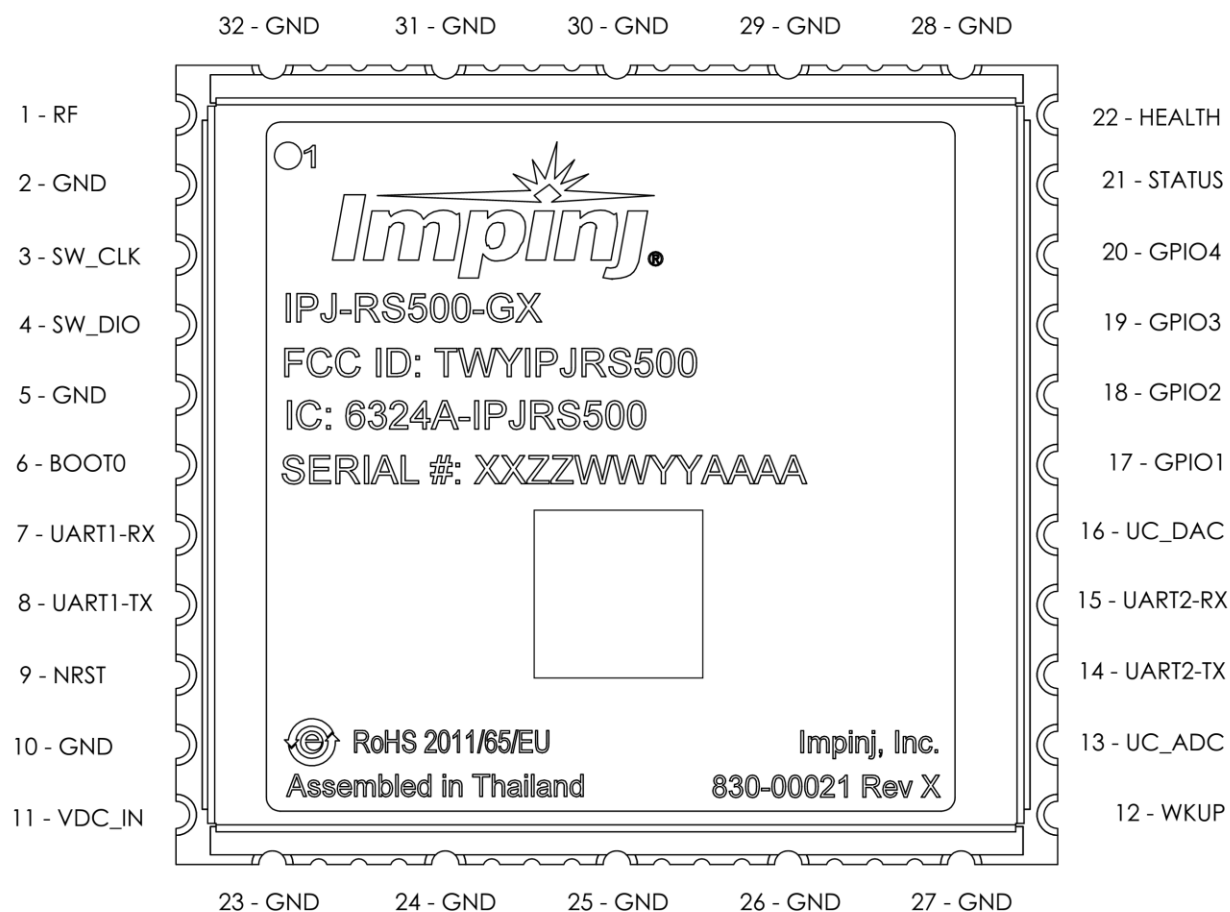 32 - GND 31 - GND 30 - GND 29 - GND 28 - GND
1 - RF
2 - GND
3 - SW_CLK
4 - SW_DIO
5 - GND
6 - BOOT0
7 - UART1-RX
8 - UART1-TX
9 - NRST
10 - GND
11 - VDC_IN
1
Impinj®
IPJ-RS500-GX
FCC ID: TWYIPJRS500
IC: 6324A-IPJRS500
SERIAL #: XXZZWWYYAAAA
e RoHS 2011/65/EU
Assembled in Thailand
Impinj, Inc.
830-00021 Rev X
22 - HEALTH
21 - STATUS
20 - GPIO4
19 - GPIO3
18 - GPIO2
17 - GPIO1
16 - UC_DAC
15 - UART2-RX
14 - UART2-TX
13 - UC_ADC
12 - WKUP
23 - GND 24 - GND 25 - GND 26 - GND 27 - GND